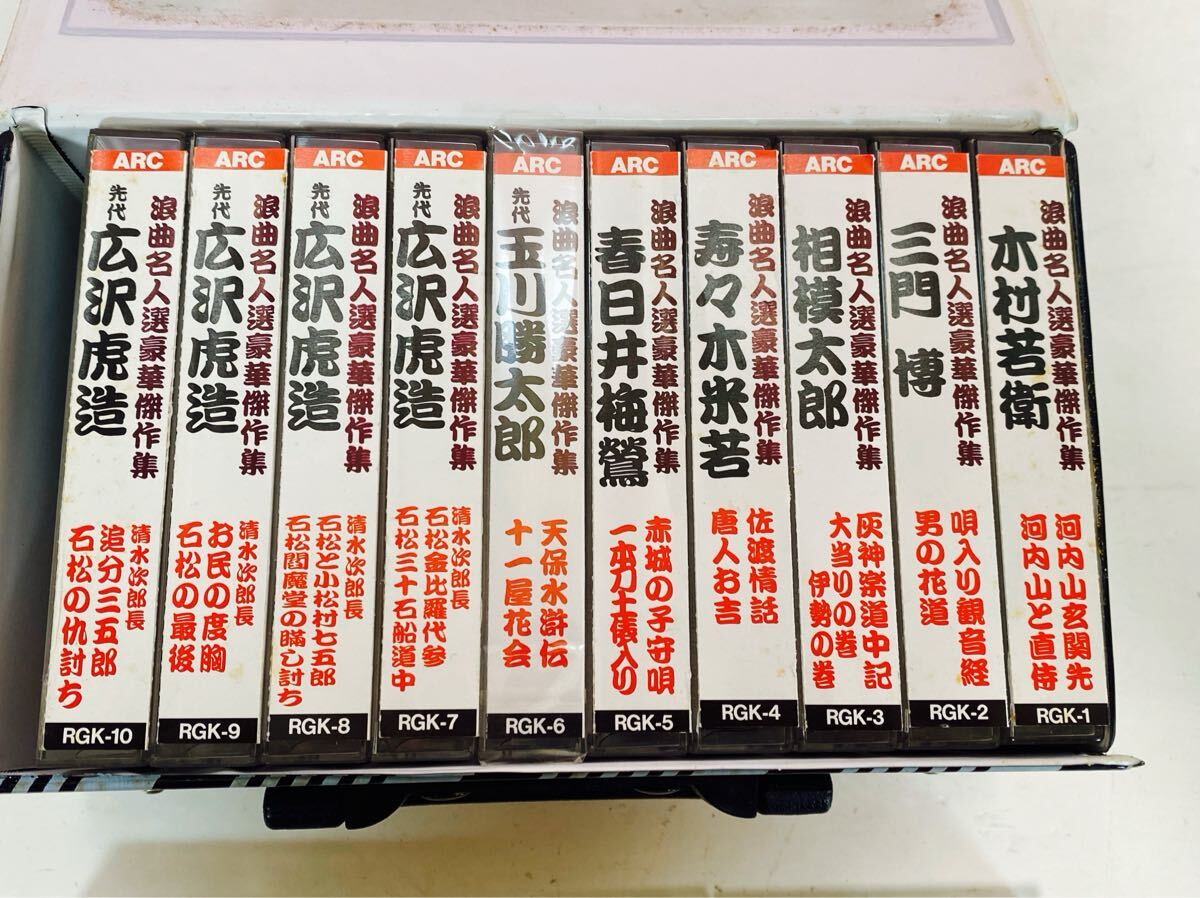 ARC
浪曲名人選豪華傑作集
木村若衛
河内山玄関先
河内山と直侍
RGK-1
ARC
浪曲名人選豪華傑作集
三門 博
唄入り観音経
男の花道
RGK-2
ARC
浪曲名人選豪華傑作集
相模太郎
灰神楽道中記
大当りの巻
伊勢の巻
RGK-3
ARC
浪曲名人選豪華傑作集
寿々木米若
佐渡情話
唐人お吉
RGK-4
ARC
浪曲名人選豪華傑作集
春日井梅鶯
赤城の子守唄
一本刀土俵入り
RGK-5
ARC
浪曲名人選豪華傑作集
先代 玉川勝太郎
天保水滸伝
十一屋花会
RGK-6
ARC
浪曲名人選豪華傑作集
先代 広沢虎造
清水次郎長
石松金比羅代参
石松三十石船道中
RGK-7
ARC
浪曲名人選豪華傑作集
先代 広沢虎造
清水次郎長
石松と小松村七五郎
石松閻魔堂の騙し討ち
RGK-8
ARC
浪曲名人選豪華傑作集
先代 広沢虎造
清水次郎長
お民の度胸
石松の最後
RGK-9
ARC
浪曲名人選豪華傑作集
先代 広沢虎造
清水次郎長
追分三五郎
石松の仇討ち
RGK-10